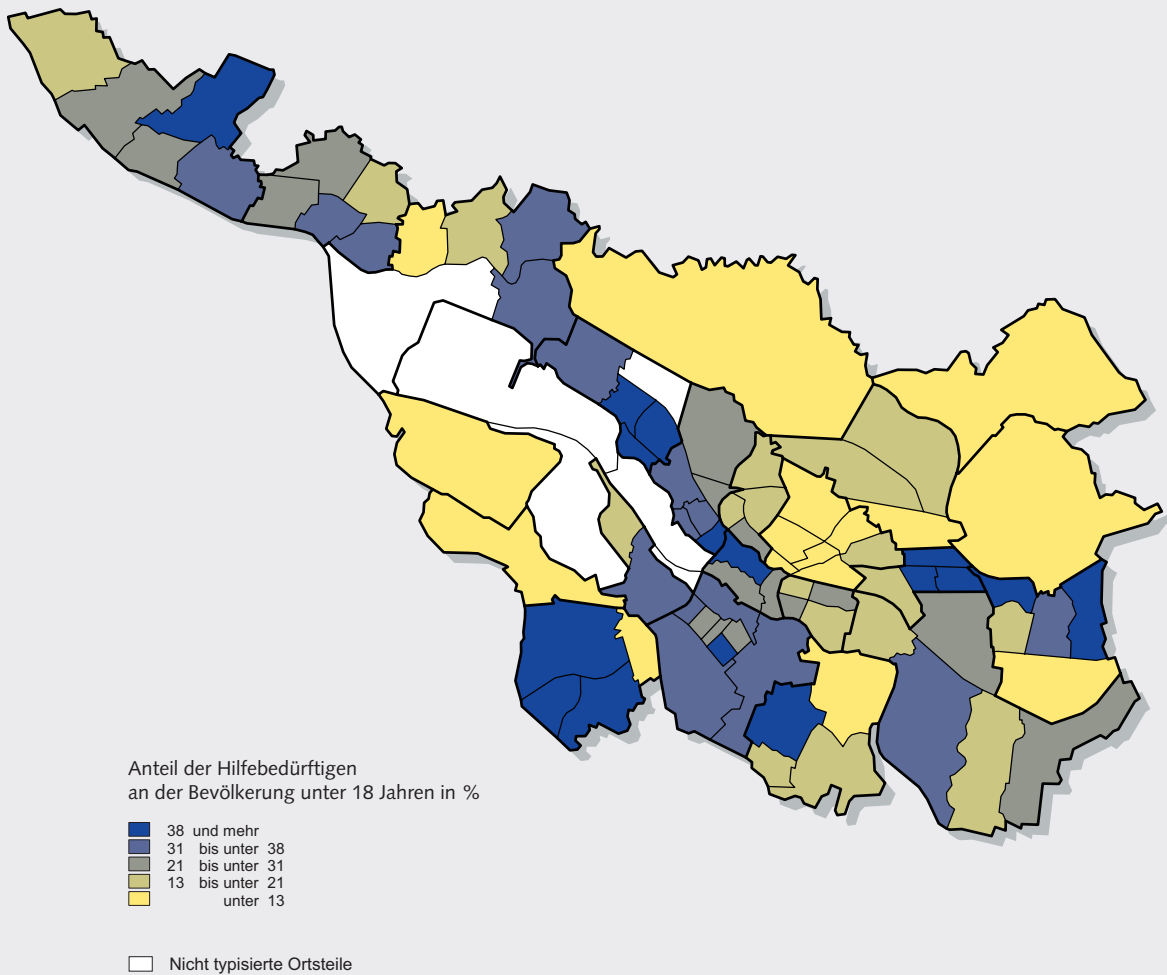 Anteil der Hilfebedürftigen
an der Bevölkerung unter 18 Jahren in %
38 und mehr
31 bis unter 38
21 bis unter 31
13 bis unter 21
unter 13
Nicht typisierte Ortsteile